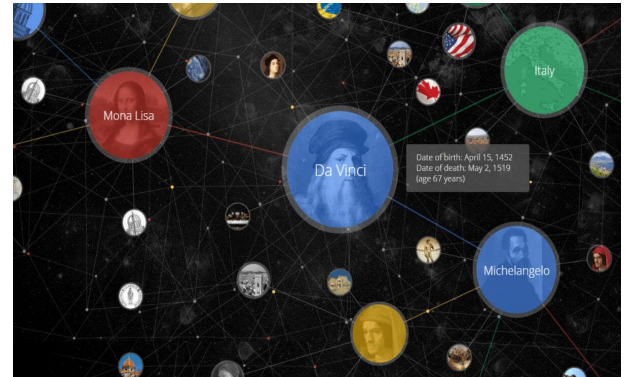 Mona Lisa
Italy
Da Vinci
Date of birth: April 15, 1452
Date of death: May 2, 1519
(age 67 years)
Michelangelo